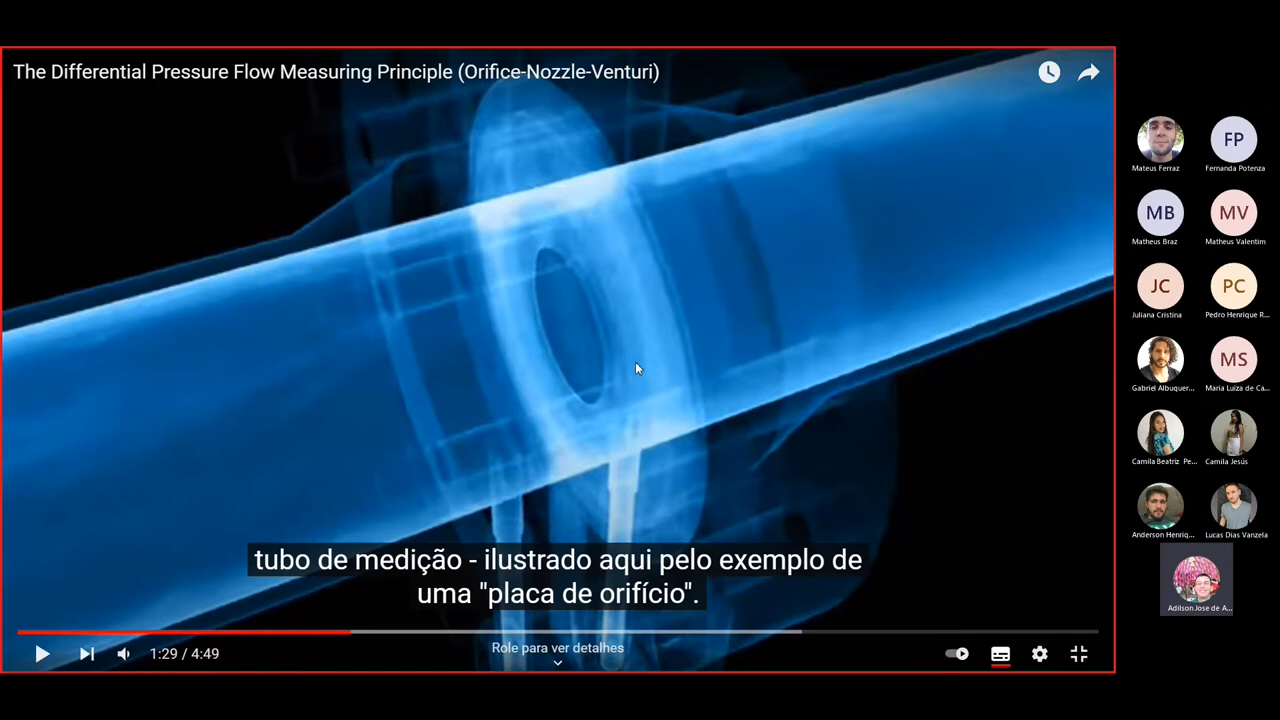 The Differential Pressure Flow Measuring Principle (Orifice-Nozzle-Venturi)
tubo de medição - ilustrado aqui pelo exemplo de
uma "placa de orifício".
Role para ver detalhes
1:29 / 4:49
Mateus Ferraz
FP
Fernanda Potenza
MB
Matheus Braz
MV
Matheus Valentim
JC
Juliana Cristina
PC
Pedro Henrique R...
Gabriel Albuquer...
MS
Maria Luiza de Ca...
Camila Beatriz Pe...
Camila Jesús
Anderson Henriq...
Lucas Dias Vanzela
Adilson Jose de A...